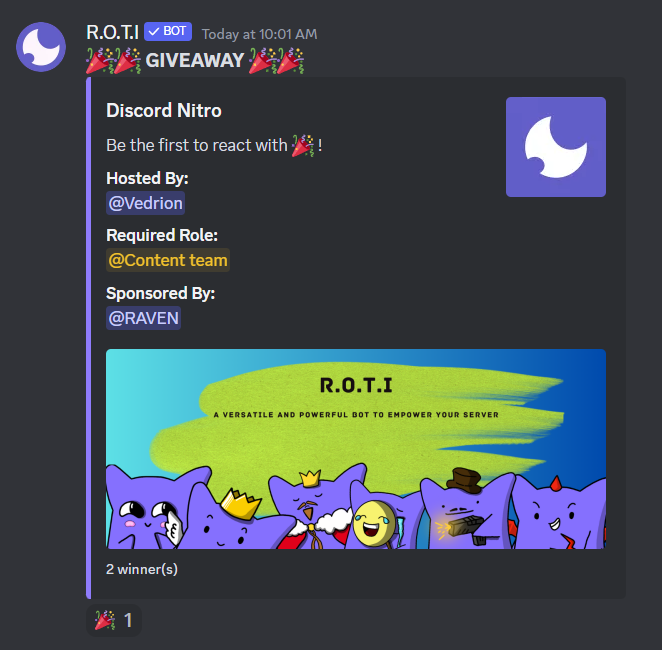 R.O.T.I ✓ BOT Today at 10:01 AM
🎉🎉 GIVEAWAY 🎉🎉
Discord Nitro
Be the first to react with 🎉 !
Hosted By:
@Vedrion
Required Role:
@Content team
Sponsored By:
@RAVEN
R.O.T.I
A VERSATILE AND POWERFUL BOT TO EMPOWER YOUR SERVER
2 winner(s)
🎉 1